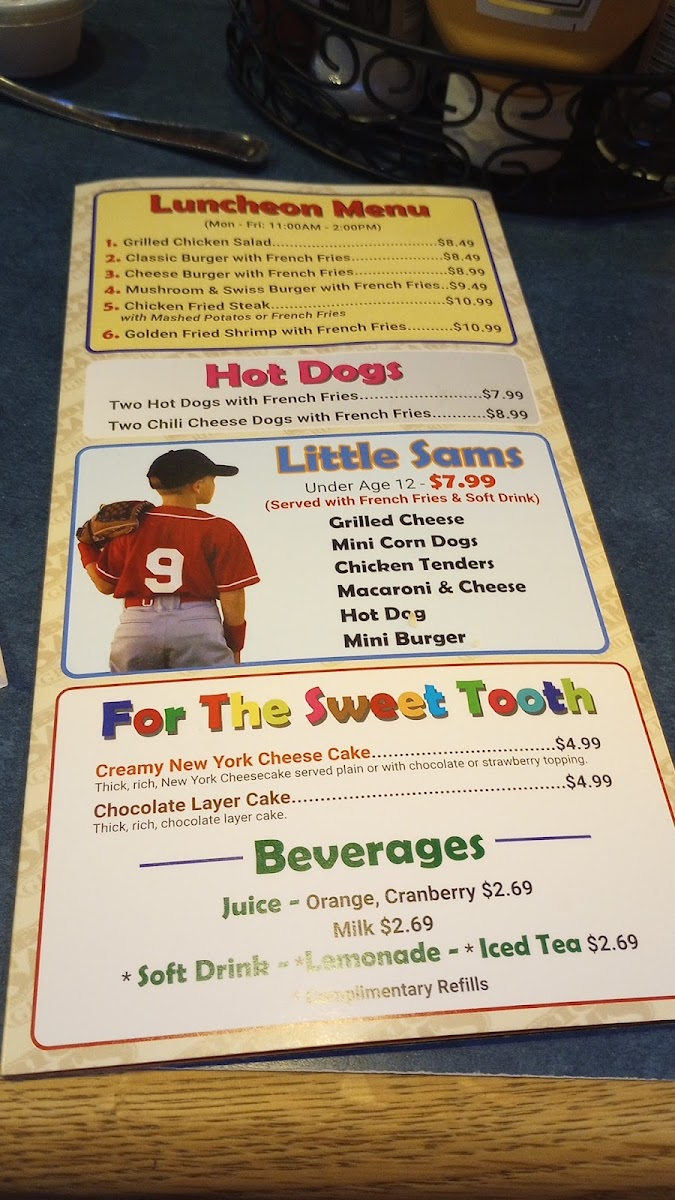 Luncheon Menu
(Mon - Fri: 11:00AM - 2:00PM)
1. Grilled Chicken Salad.......................................$8.49
2. Classic Burger with French Fries......................$8.49
3. Cheese Burger with French Fries.....................$8.99
4. Mushroom & Swiss Burger with French Fries..$9.49
5. Chicken Fried Steak.........................................$10.99
with Mashed Potatos or French Fries
6. Golden Fried Shrimp with French Fries..........$10.99
Hot Dogs
Two Hot Dogs with French Fries.........................$7.99
Two Chili Cheese Dogs with French Fries...........$8.99
Little Sams
Under Age 12 - $7.99
(Served with French Fries & Soft Drink)
Grilled Cheese
Mini Corn Dogs
Chicken Tenders
Macaroni & Cheese
Hot Dog
Mini Burger
9
For The Sweet Tooth
Creamy New York Cheese Cake..............................$4.99
Thick, rich, New York Cheesecake served plain or with chocolate or strawberry topping.
Chocolate Layer Cake.............................................$4.99
Thick, rich, chocolate layer cake.
Beverages
Juice - Orange, Cranberry $2.69
Milk $2.69
* Soft Drink - *Lemonade - * Iced Tea $2.69
* Complimentary Refills